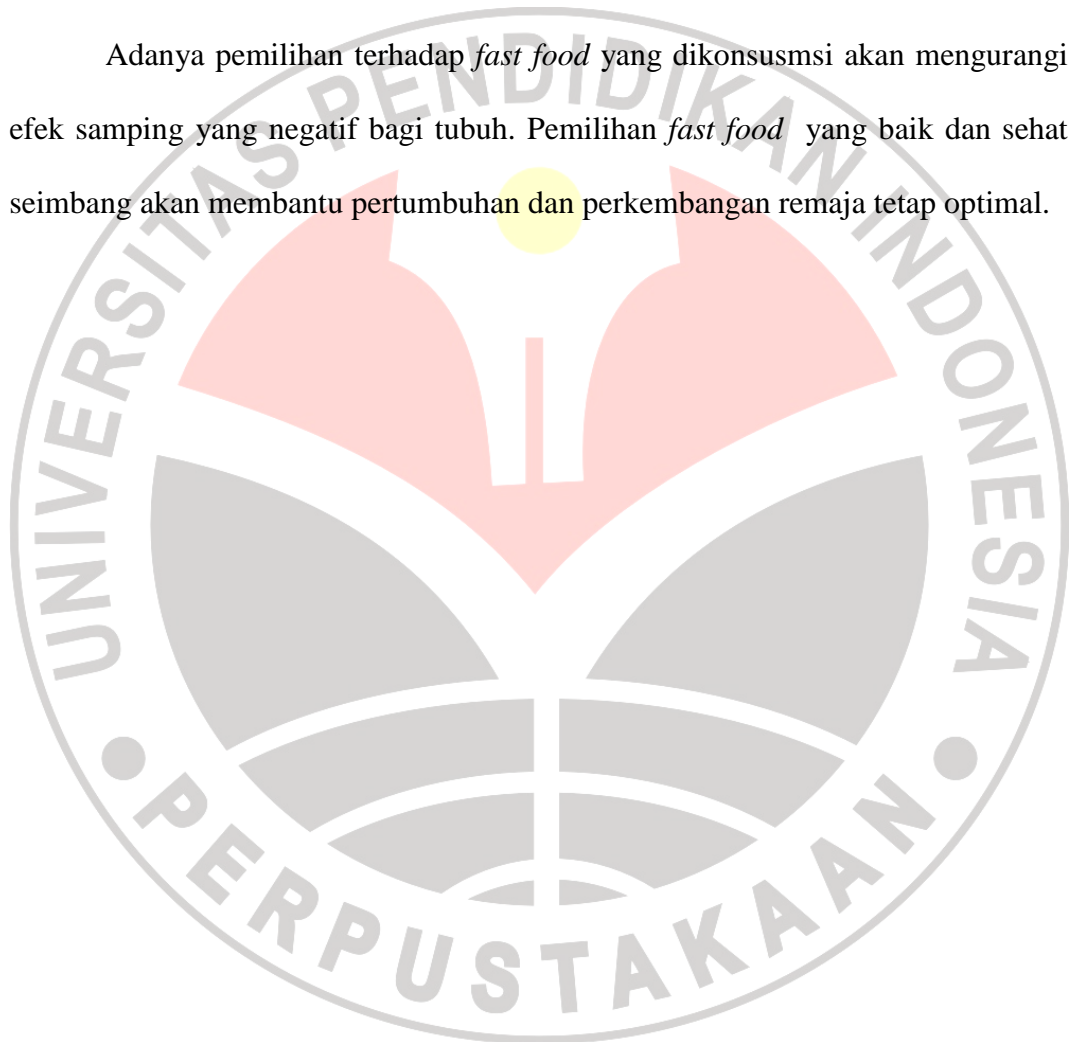 Adanya pemilihan terhadap fast food yang dikonsusmsi akan mengurangi
efek samping yang negatif bagi tubuh. Pemilihan fast food yang baik dan sehat
seimbang akan membantu pertumbuhan dan perkembangan remaja tetap optimal.
UNIVERSITAS PENDIDIKAN INDONESIA
PERPUSTAKAAN